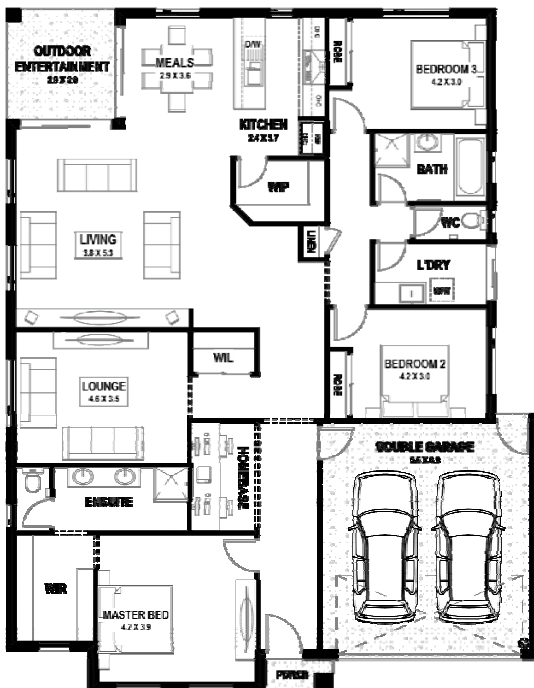 OUTDOOR
ENTERTAINMENT
MEALS
2.9 X 3.6
D/W
KITCHEN
ROBE
BEDROOM 3
4.2 X 3.0
BATH
WIP
WC
LINEN
LIVING
L'DRY
BEDROOM 2
4.2 X 3.0
ROBE
WIL
LOUNGE
4.6 X 3.5
HOMEBASE
DOUBLE GARAGE
ENSUITE
WIR
MASTER BED
4.2 X 3.9
PORCH